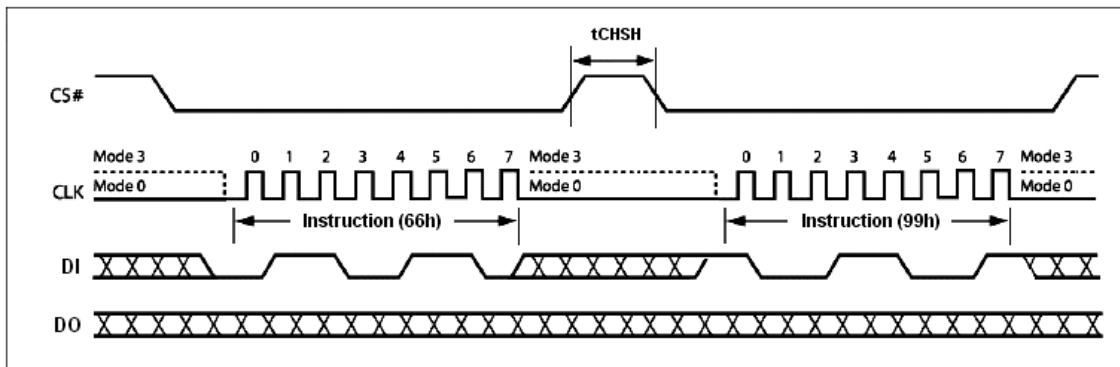 tCHSH
CS#
Mode 3 0 1 2 3 4 5 6 7 Mode 3 0 1 2 3 4 5 6 7 Mode 3
CLK Mode 0 Mode 0 Mode 0
Instruction (66h) Instruction (99h)
DI
DO